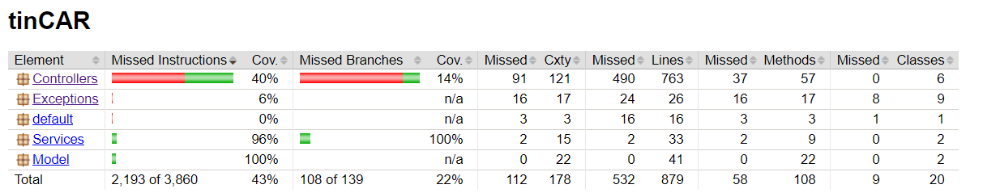 tinCAR
Element Missed Instructions Cov. Missed Branches Cov. Missed Cxty Missed Lines Missed Methods Missed Classes
Controllers 40% 14% 91 121 490 763 37 57 0 6
Exceptions 6% n/a 16 17 24 26 16 17 8 9
default 0% n/a 3 3 16 16 3 3 1 1
Services 96% 100% 2 15 2 33 2 9 0 2
Model 100% n/a 0 22 0 41 0 22 0 2
Total 2,193 of 3,860 43% 108 of 139 22% 112 178 532 879 58 108 9 20